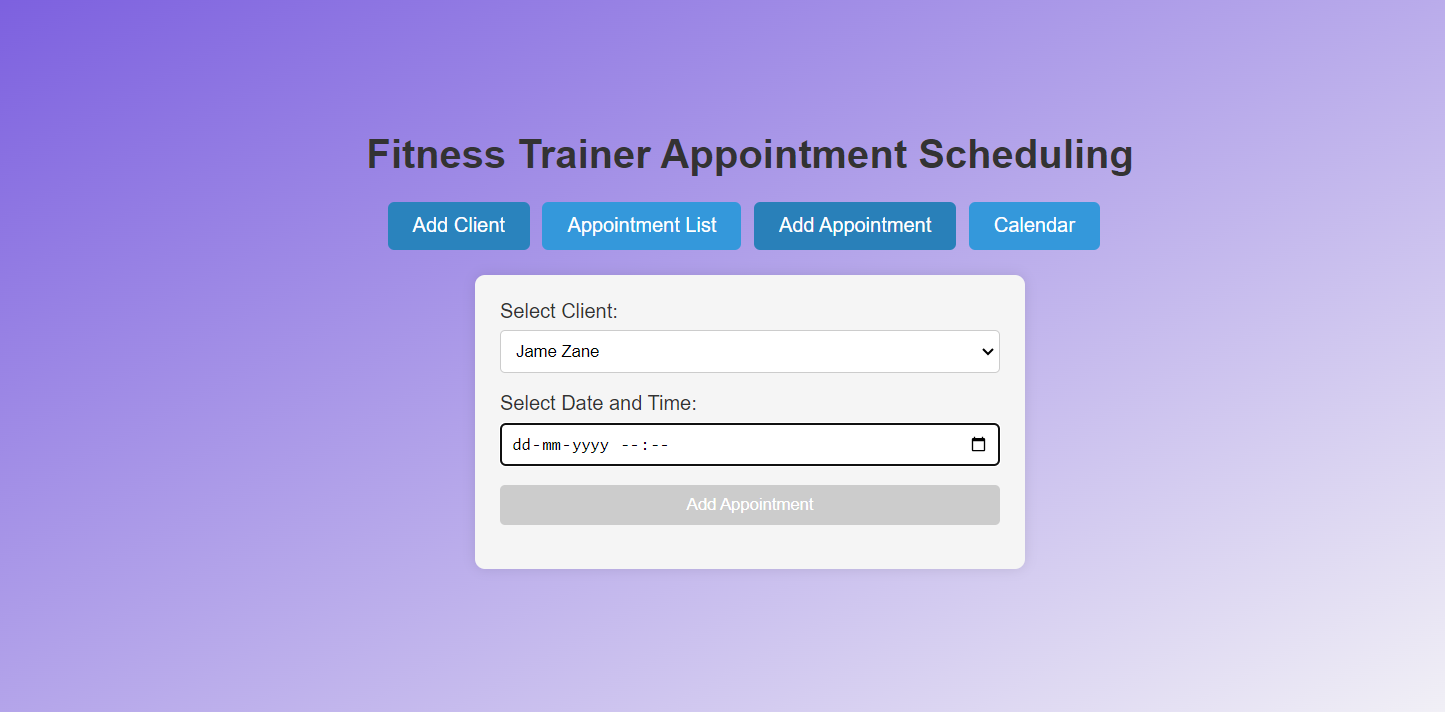 Fitness Trainer Appointment Scheduling
Add Client Appointment List Add Appointment Calendar
Select Client:
Jame Zane
Select Date and Time:
dd-mm-yyyy --:--
Add Appointment